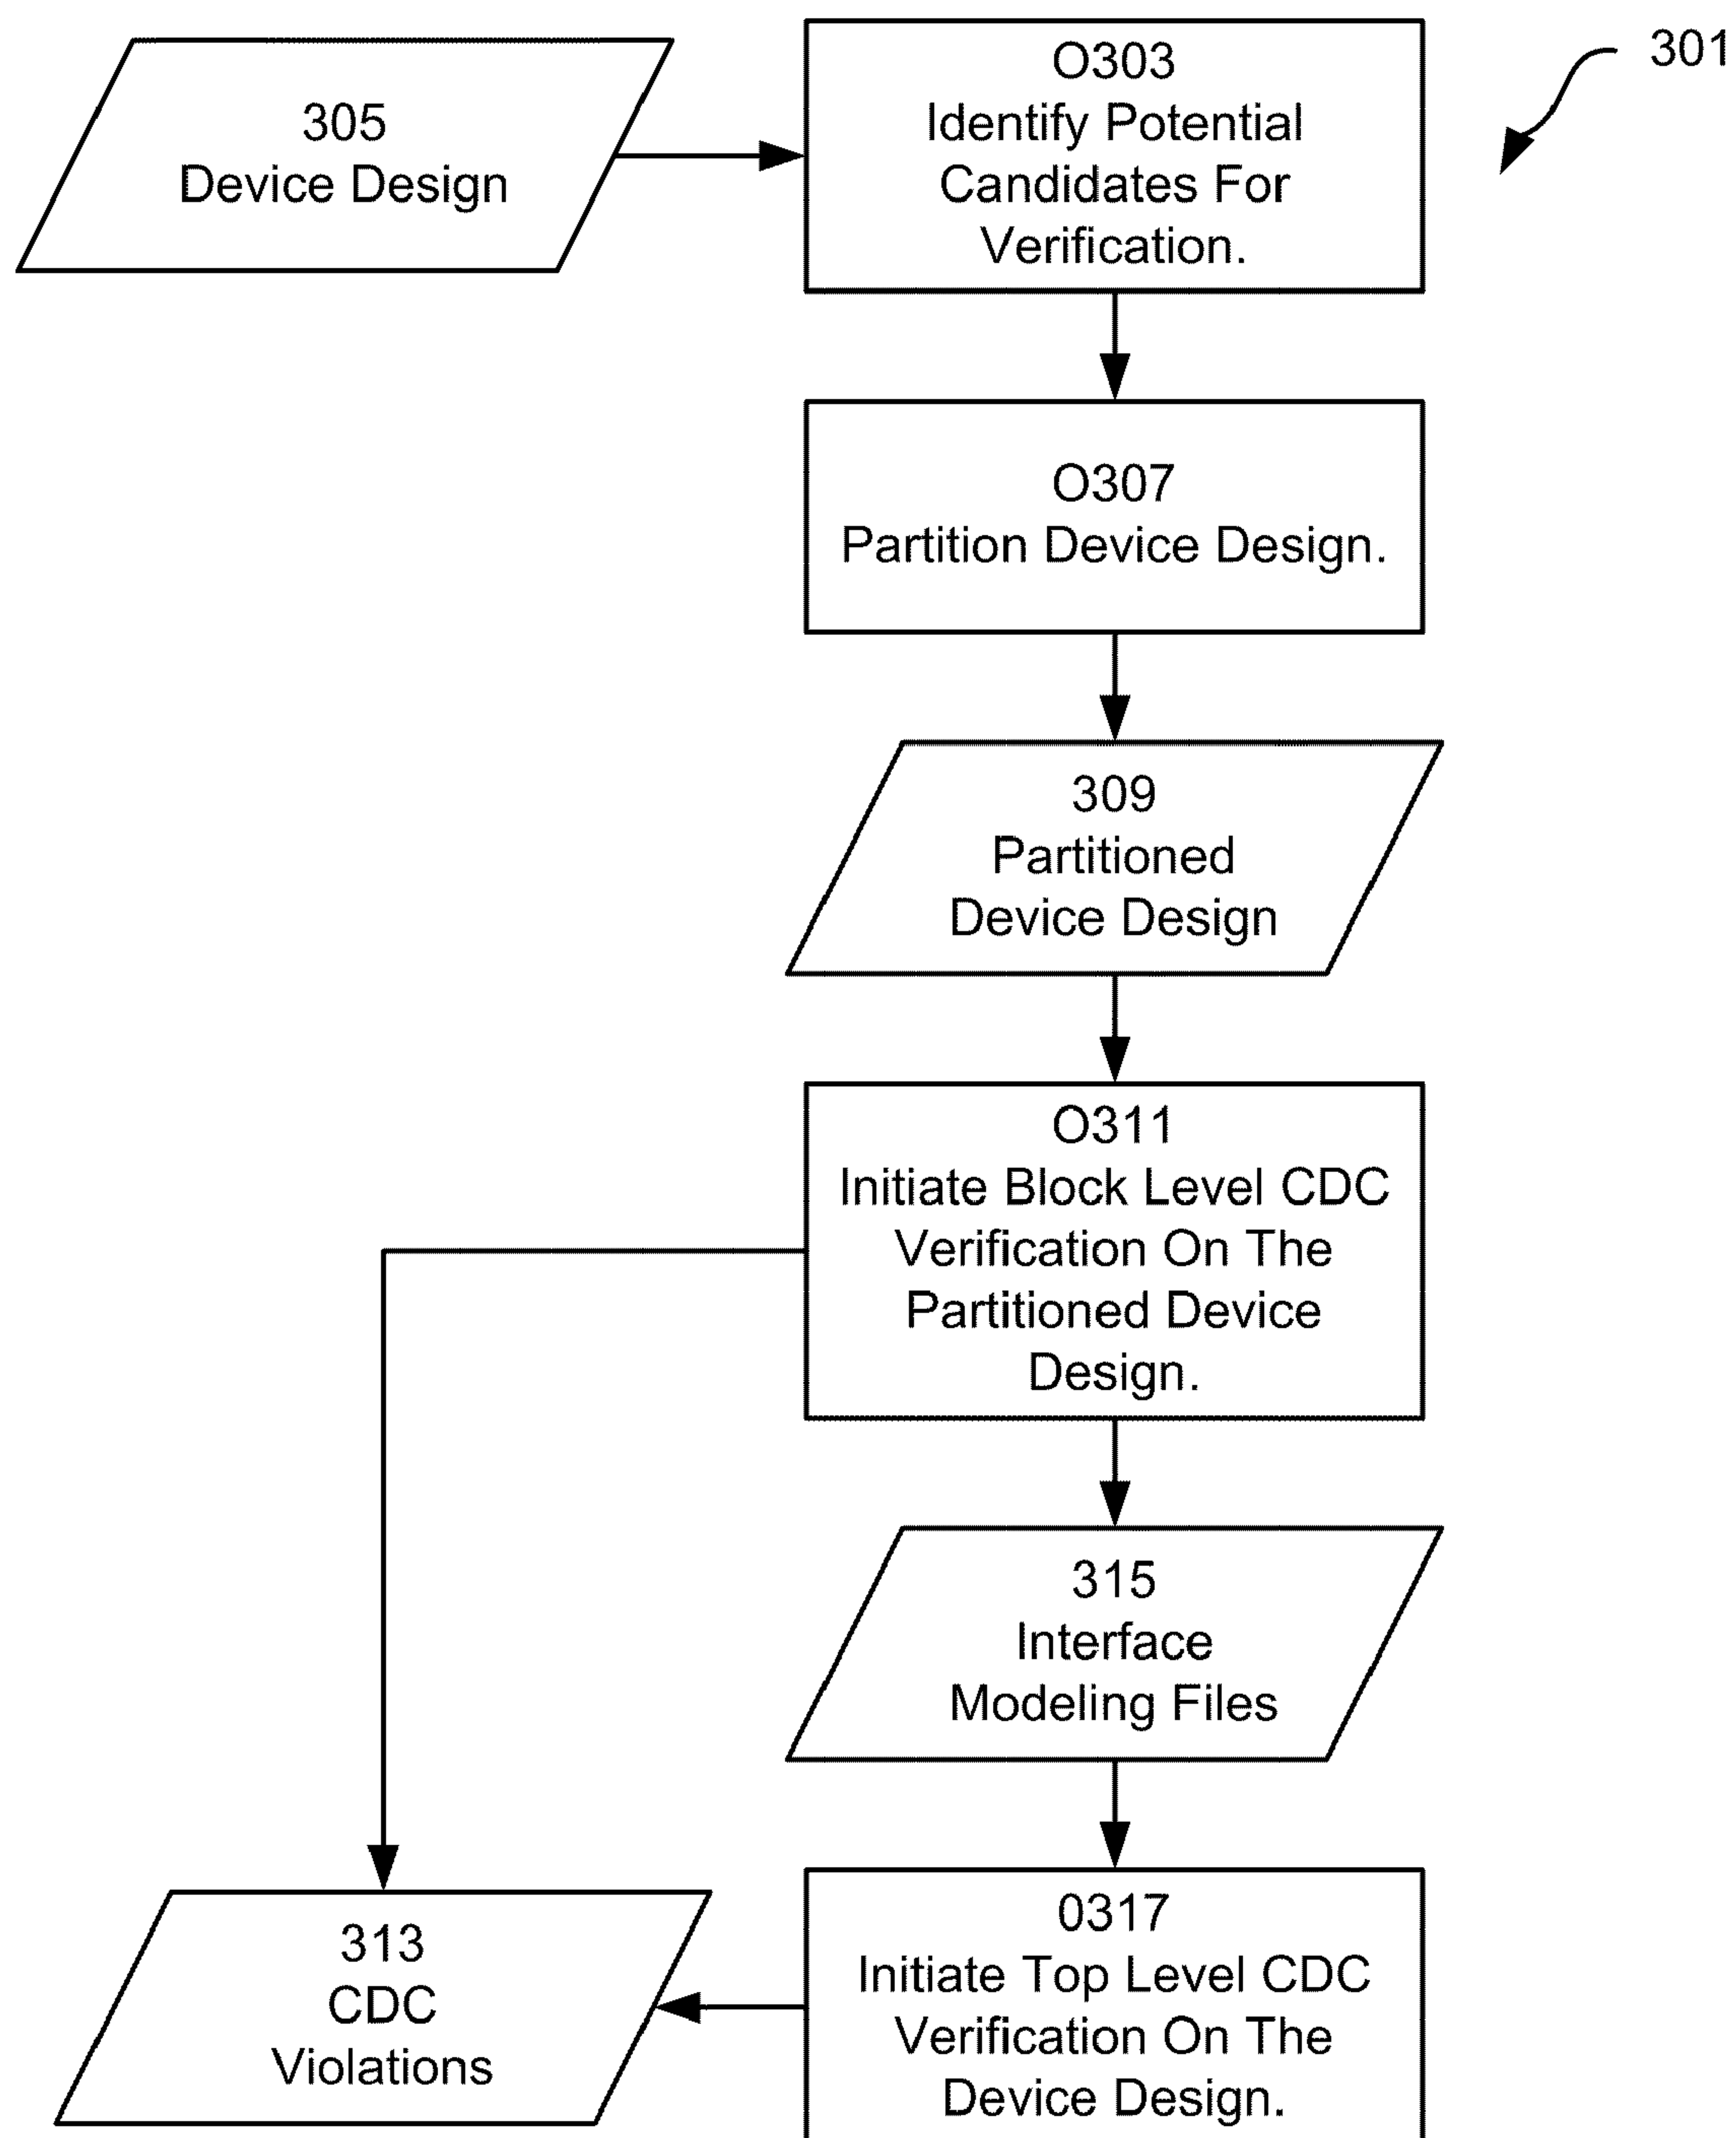 305
Device Design
O303
Identify Potential
Candidates For
Verification.
301
O307
Partition Device Design.
309
Partitioned
Device Design
O311
Initiate Block Level CDC
Verification On The
Partitioned Device
Design.
315
Interface
Modeling Files
313
CDC
Violations
0317
Initiate Top Level CDC
Verification On The
Device Design.